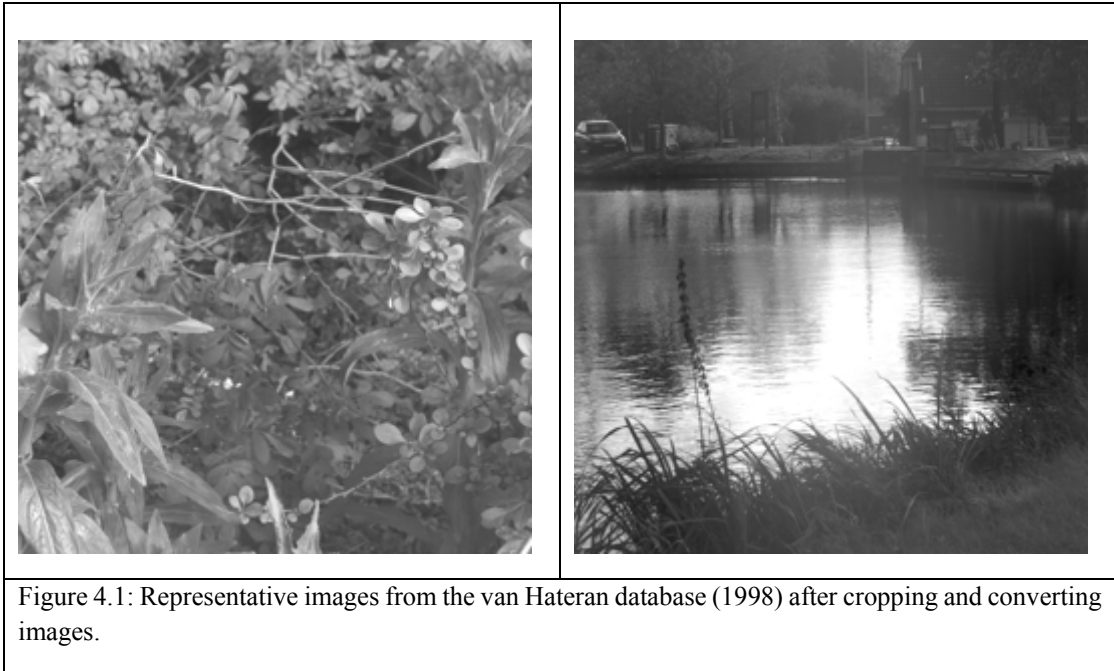 Figure 4.1: Representative images from the van Hateran database (1998) after cropping and converting
images.